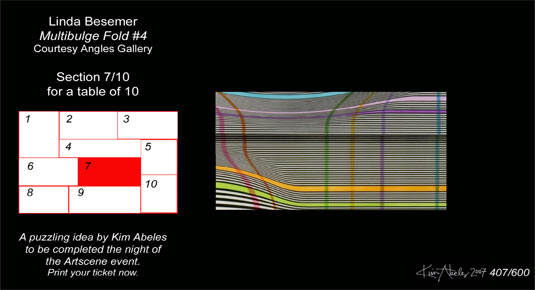 Linda Besemer
Multibulge Fold #4
Courtesy Angles Gallery
Section 7/10
for a table of 10
1
2
3
4
5
6
7
8
9
10
A puzzling idea by Kim Abeles
to be completed the night of
the Artscene event.
Print your ticket now.
Kim Abeles 2007 407/600